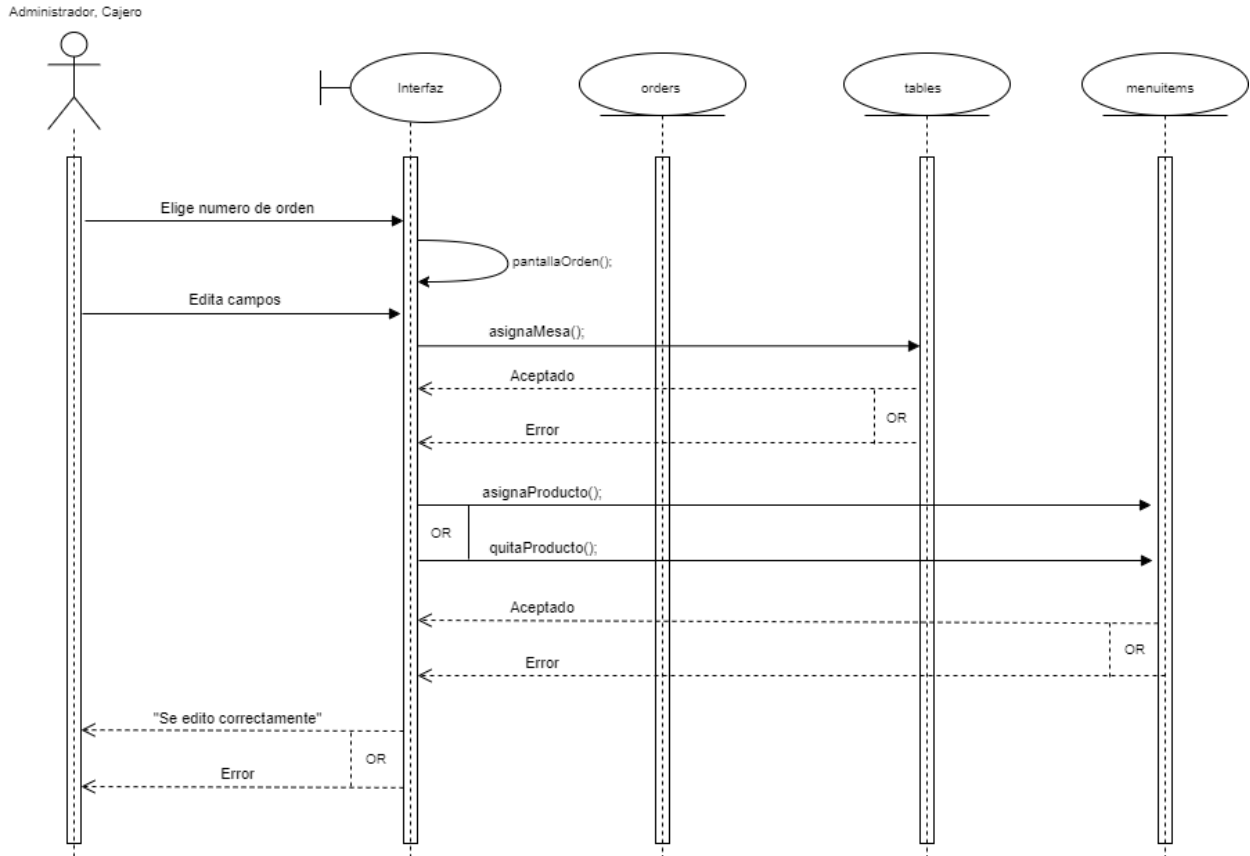 Administrador, Cajero
Interfaz
orders
tables
menuitems
Elige numero de orden
pantallaOrden();
Edita campos
asignaMesa();
Aceptado
OR
Error
asignaProducto();
OR
quitaProducto();
Aceptado
OR
Error
"Se edito correctamente"
OR
Error